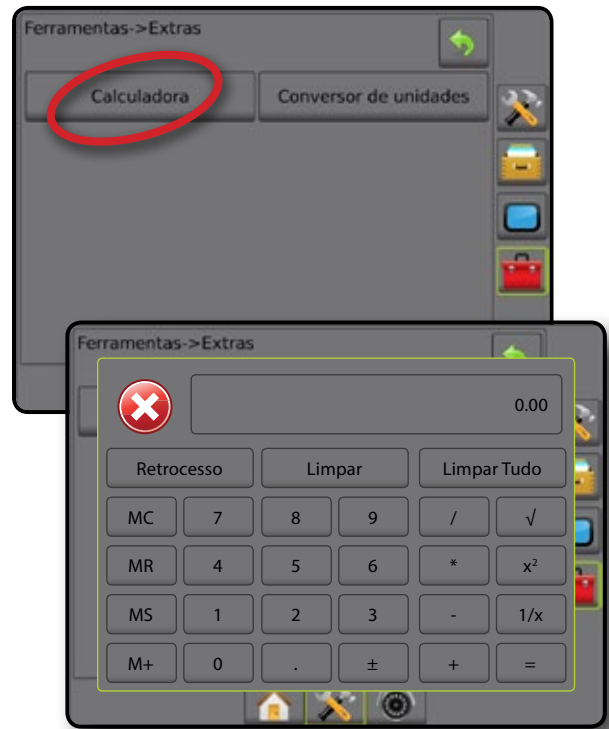 Ferramentas->Extras
Calculadora Conversor de unidades
Ferramentas->Extras
0.00
Retrocesso Limpar Limpar Tudo
MC 7 8 9 / √
MR 4 5 6 * x²
MS 1 2 3 - 1/x
M+ 0 . ± + =